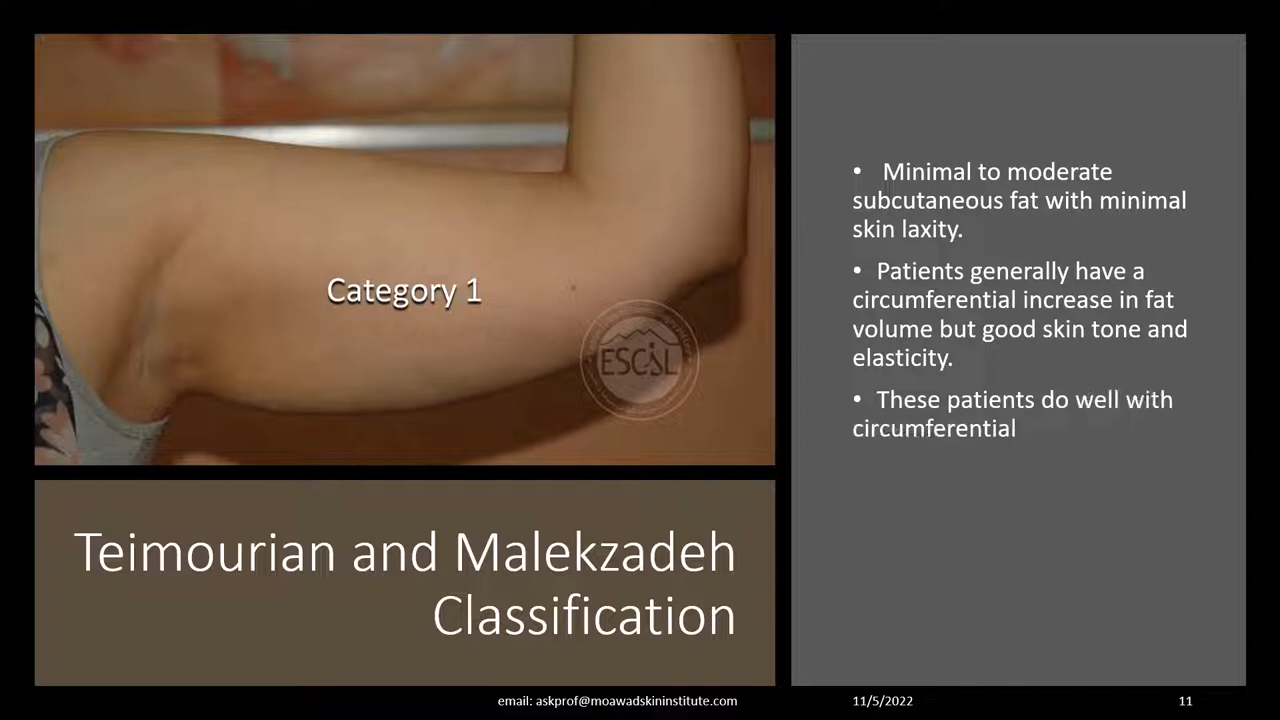 Category 1
ESCIL
Teimourian and Malekzadeh
Classification
• Minimal to moderate
subcutaneous fat with minimal
skin laxity.
• Patients generally have a
circumferential increase in fat
volume but good skin tone and
elasticity.
• These patients do well with
circumferential
email: askprof@moawadskininstitute.com
11/5/2022
11